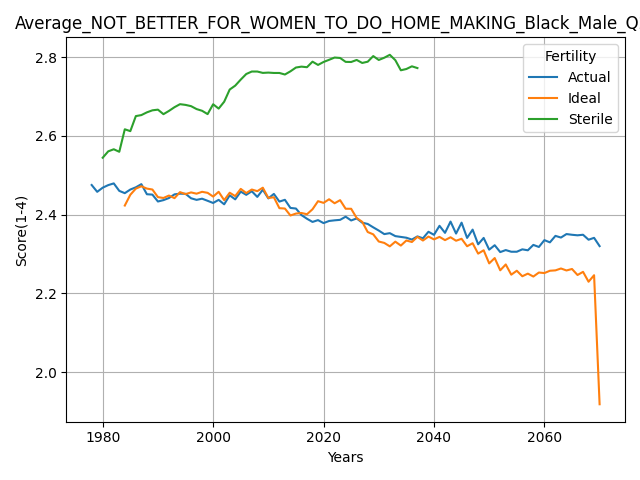 Average_NOT_BETTER_FOR_WOMEN_TO_DO_HOME_MAKING_Black_Male_Q
Fertility
Actual
Ideal
Sterile
Score(1-4)
2.8
2.6
2.4
2.2
2.0
1980
2000
2020
2040
2060
Years